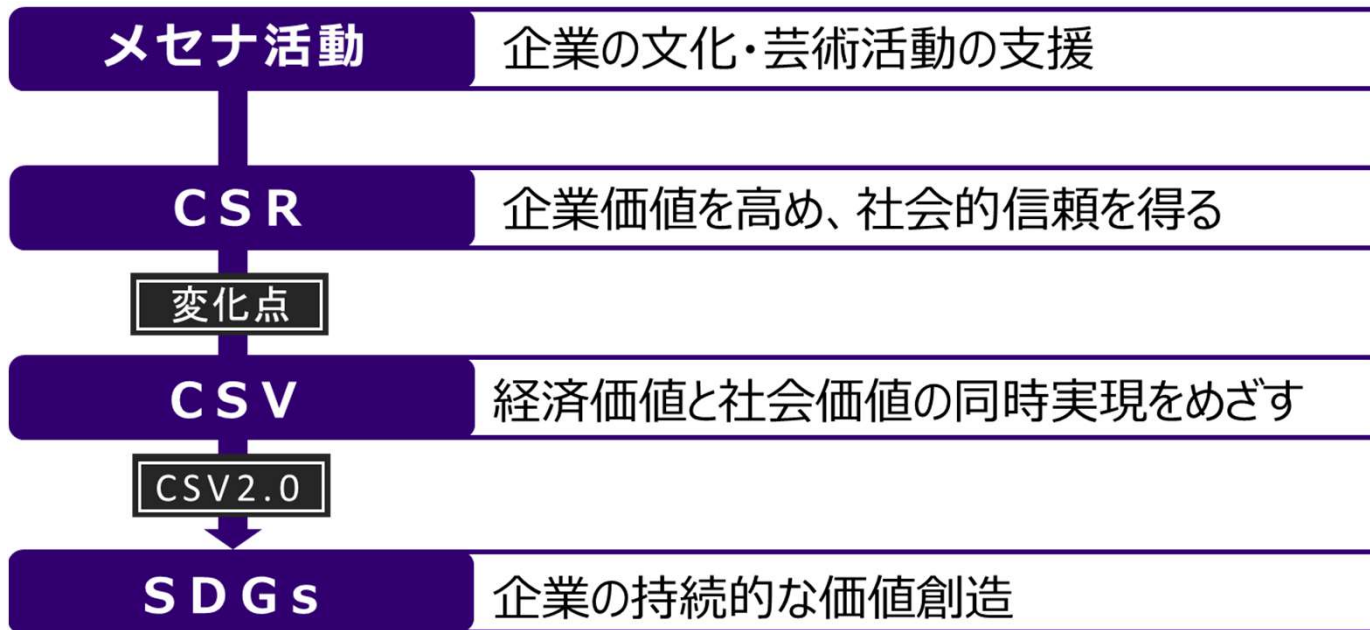 メセナ活動 企業の文化・芸術活動の支援
CSR 企業価値を高め、社会的信頼を得る
変化点
CSV 経済価値と社会価値の同時実現をめざす
CSV2.0
SDGs 企業の持続的な価値創造